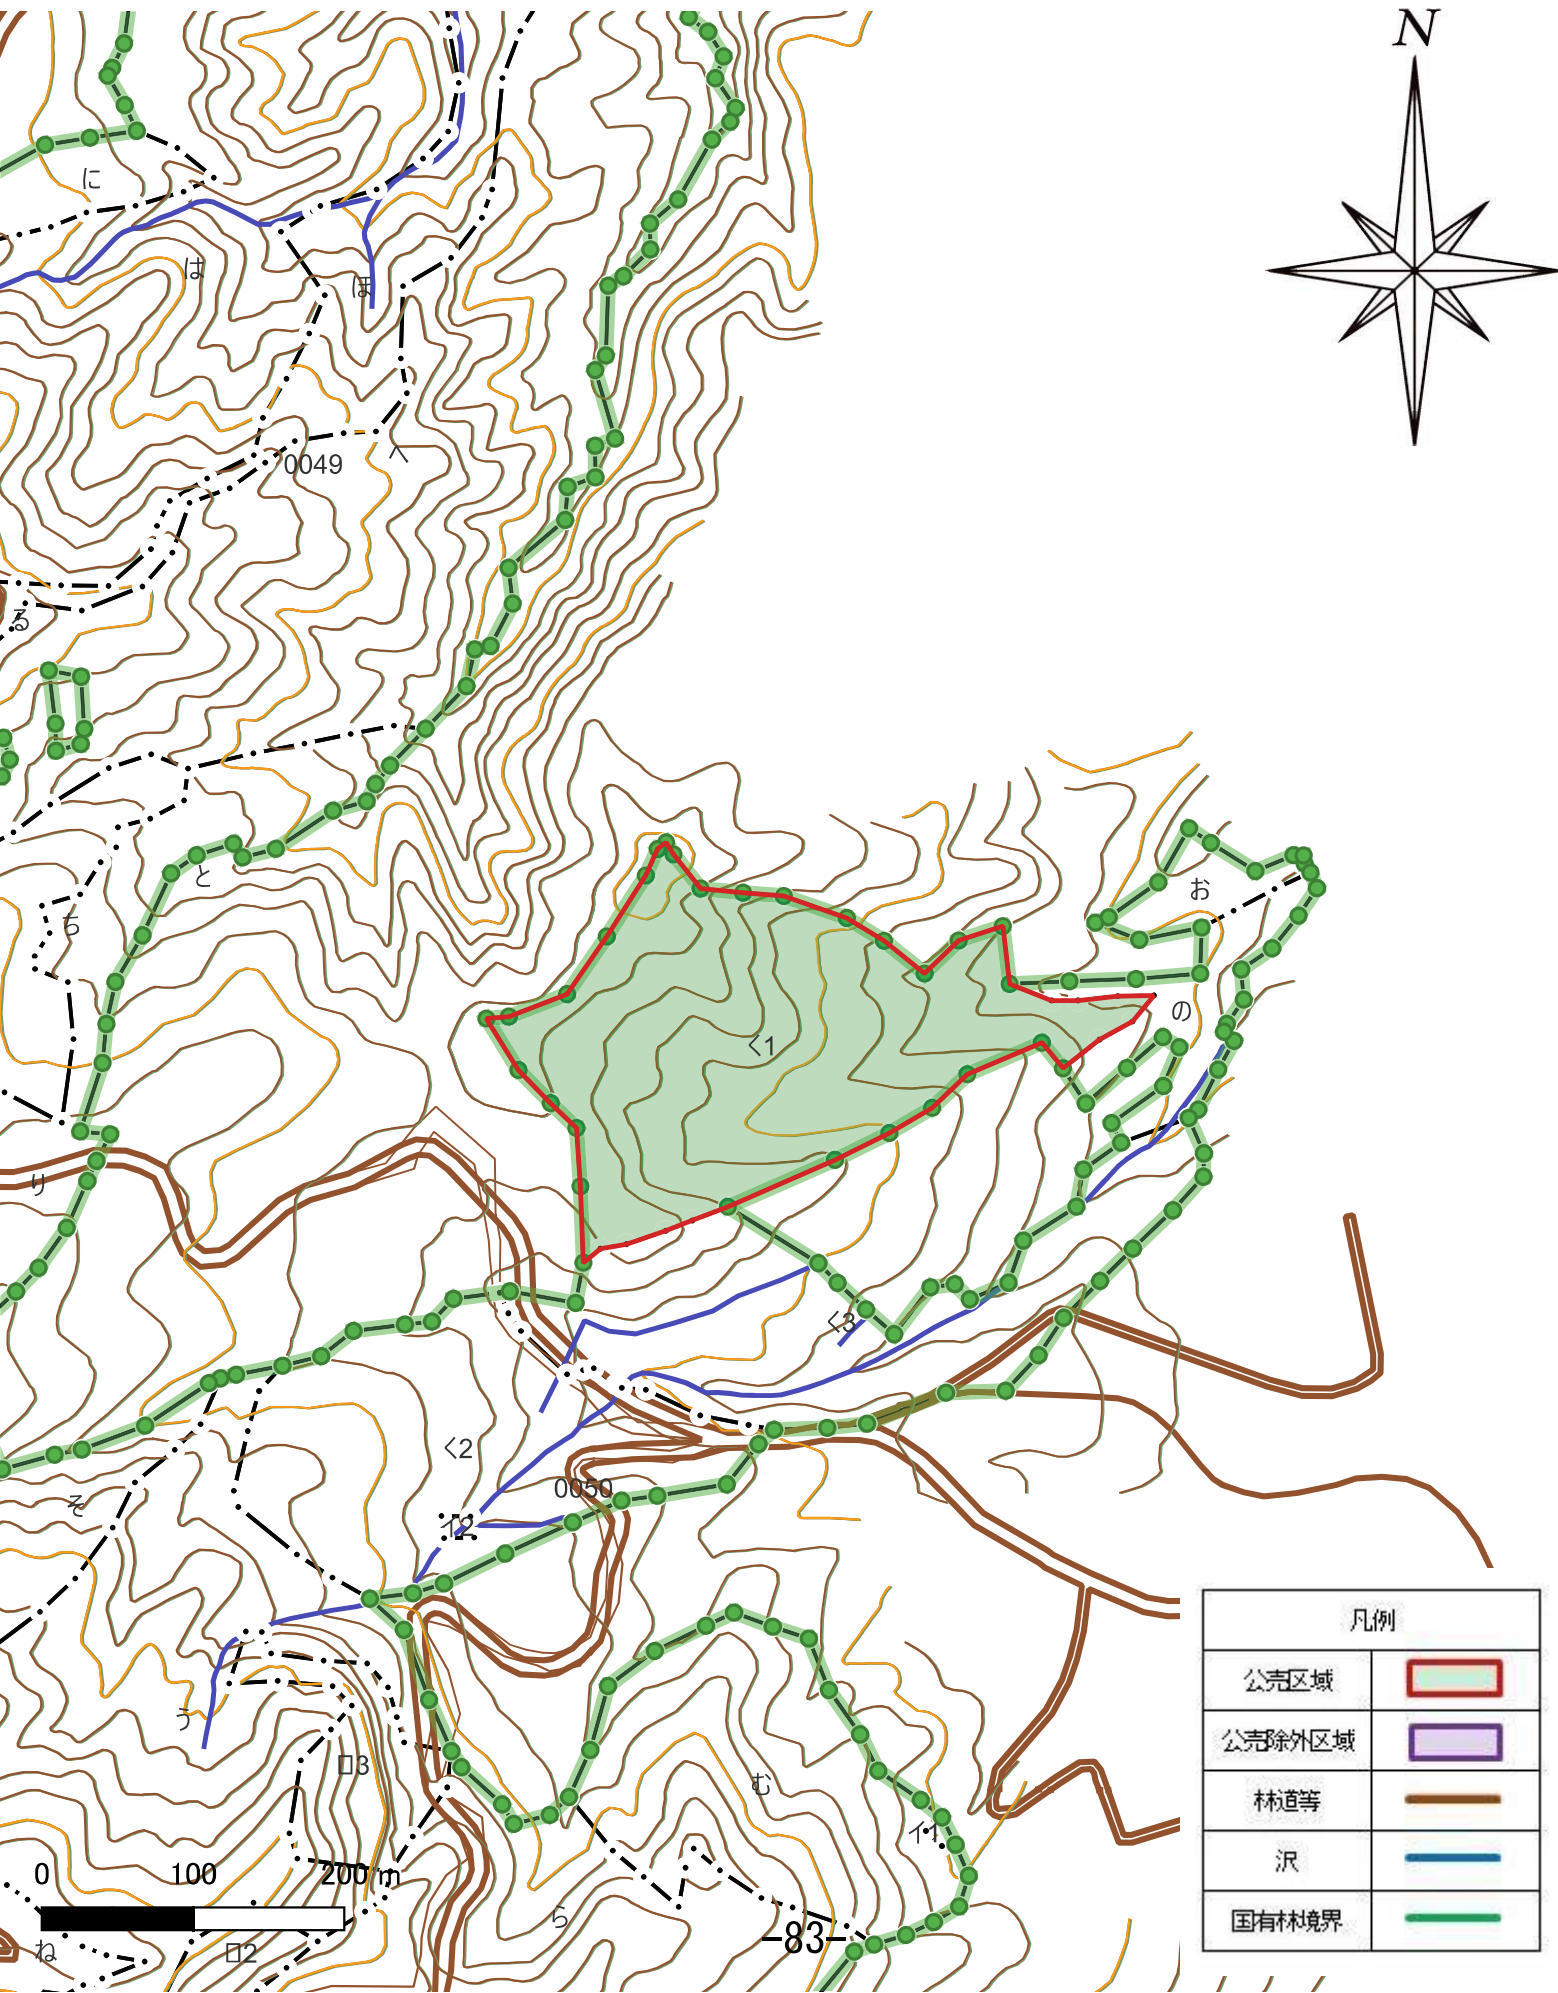 N
に
は
ほ
0049
へ
る
と
ち
お
の
く1
り
く3
く2
0050
イ2
そ
う
ロ3
む
イ1
0 100 200 m
ら
-83-
ね
ロ2
凡例
公売区域
公売除外区域
林道等
沢
国有林境界